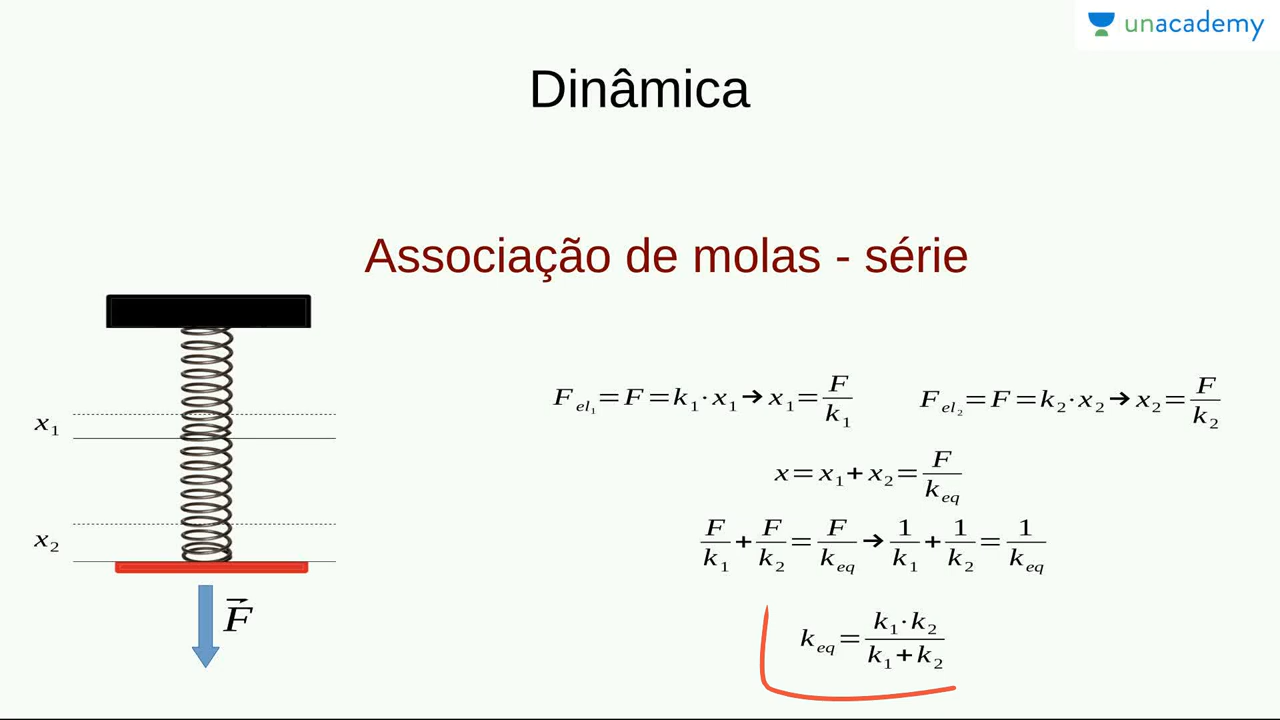 unacademy
Dinâmica
Associação de molas - série
F_el₁ = F = k₁·x₁ → x₁ = F/k₁
F_el₂ = F = k₂·x₂ → x₂ = F/k₂
x₁
x = x₁ + x₂ = F/k_eq
x₂
F/k₁ + F/k₂ = F/k_eq → 1/k₁ + 1/k₂ = 1/k_eq
F⃗
k_eq = k₁·k₂/(k₁+k₂)